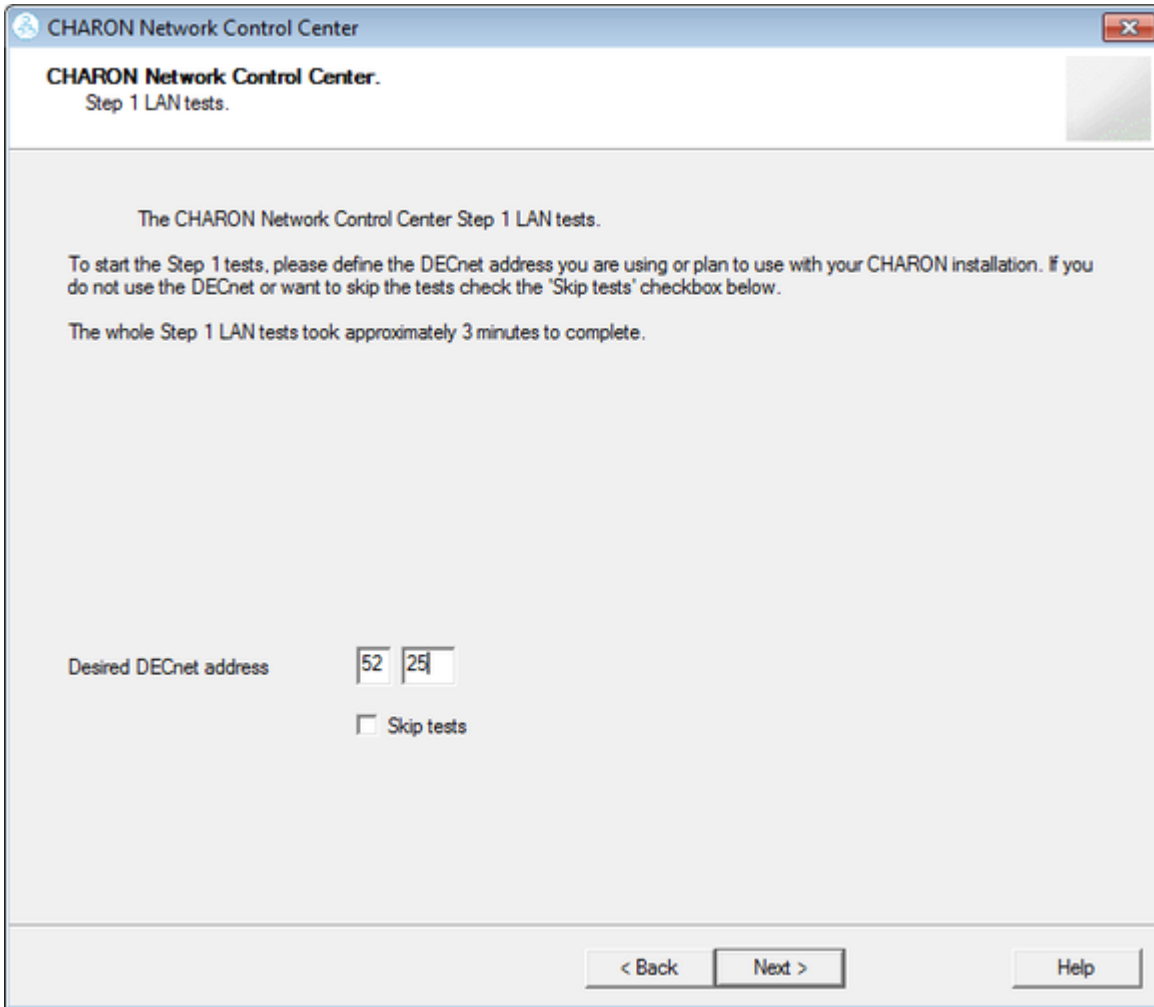 CHARON Network Control Center
CHARON Network Control Center.
Step 1 LAN tests.
The CHARON Network Control Center Step 1 LAN tests.
To start the Step 1 tests, please define the DECnet address you are using or plan to use with your CHARON installation. If you
do not use the DECnet or want to skip the tests check the 'Skip tests' checkbox below.
The whole Step 1 LAN tests took approximately 3 minutes to complete.
Desired DECnet address 52 25
Skip tests
< Back Next > Help